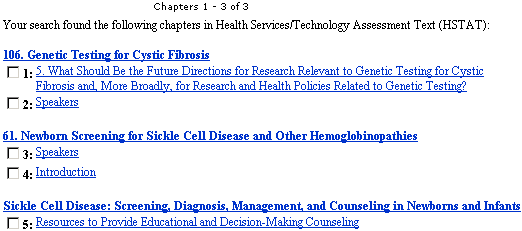 Chapters 1 - 3 of 3
Your search found the following chapters in Health Services/Technology Assessment Text (HSTAT):
106. Genetic Testing for Cystic Fibrosis
1: 5. What Should Be the Future Directions for Research Relevant to Genetic Testing for Cystic
Fibrosis and, More Broadly, for Research and Health Policies Related to Genetic Testing?
2: Speakers
61. Newborn Screening for Sickle Cell Disease and Other Hemoglobinopathies
3: Speakers
4: Introduction
Sickle Cell Disease: Screening, Diagnosis, Management, and Counseling in Newborns and Infants
5: Resources to Provide Educational and Decision-Making Counseling